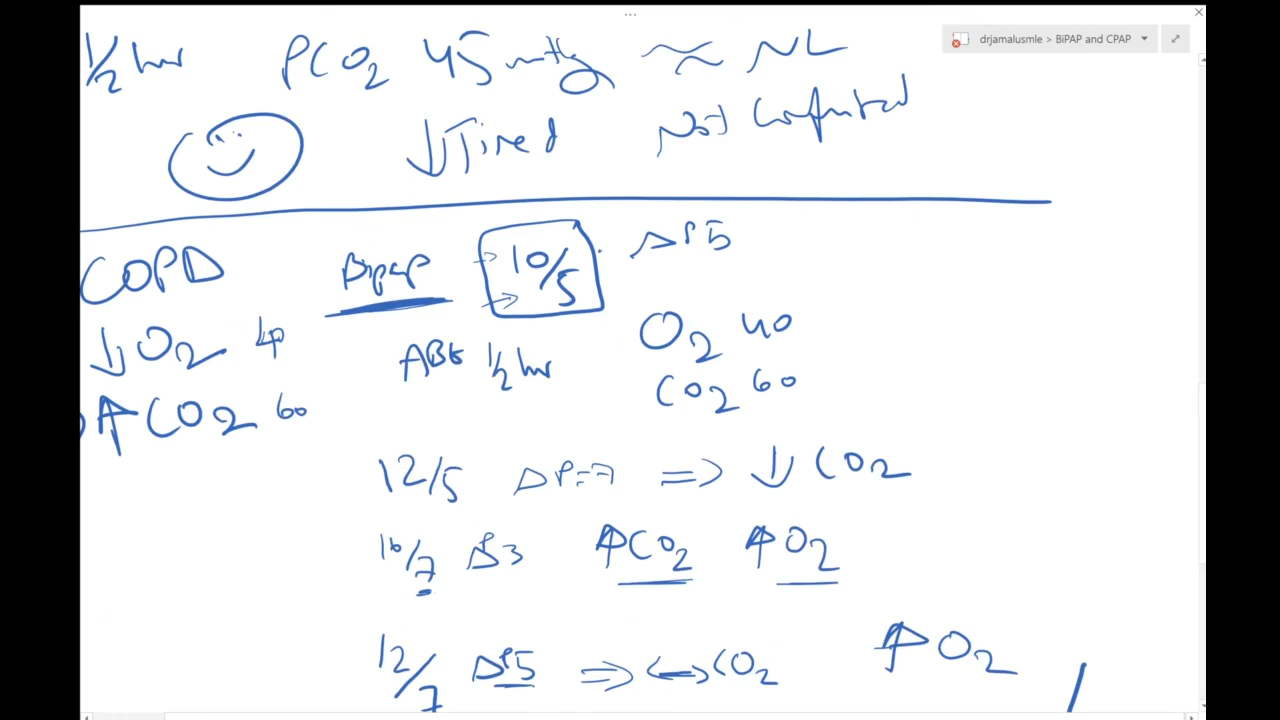 drjamalusmle > BiPAP and CPAP
1/2 hr PCO2 45 mmHg ≈ NL
↓Tired Not Comfortal
COPD BiPAP → 10/5 ΔP5
↓O2 40 ABG 1/2 hr O2 40
↑CO2 60 CO2 60
12/5 ΔP=7 ⇒ ↓CO2
10/7 ΔP3 ↑CO2 ↑O2
12/7 ΔP5 ⇒ ↔CO2 ↑O2